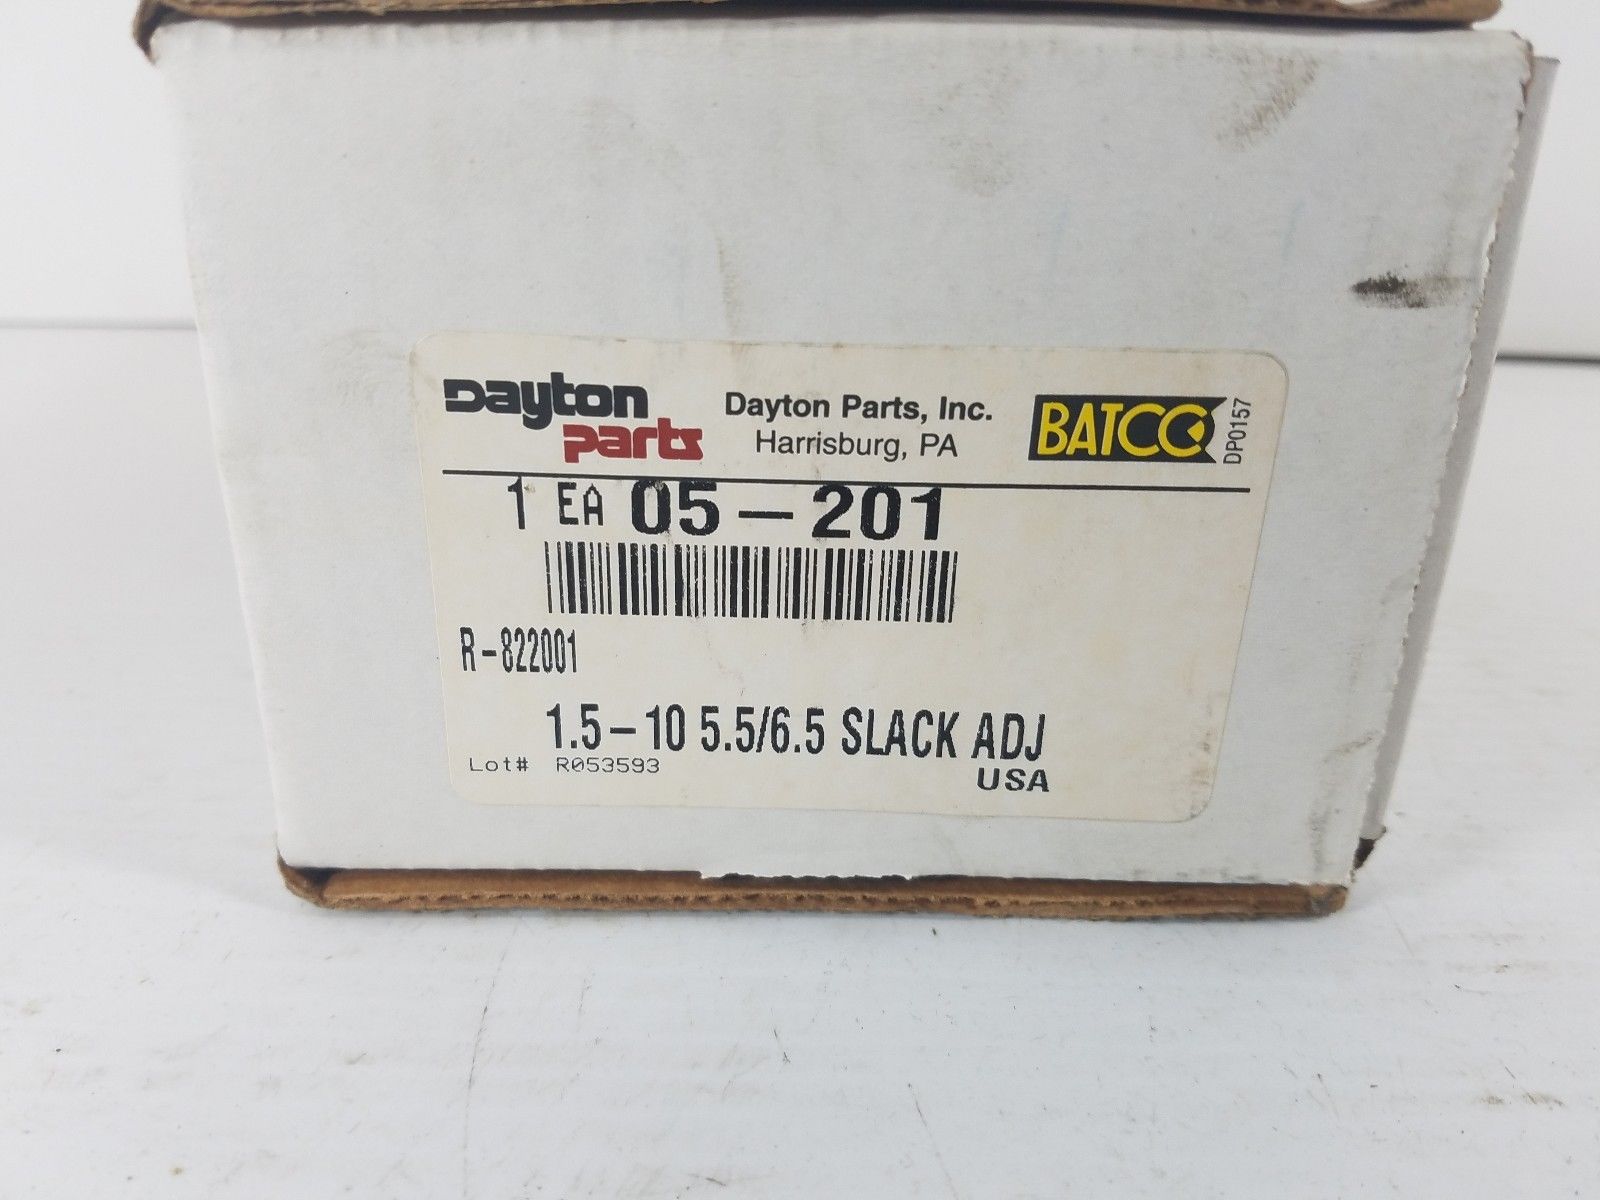 Dayton
parts
Dayton Parts, Inc.
Harrisburg, PA
BATCO
DP0157
1 EA 05-201
R-822001
1.5-10 5.5/6.5 SLACK ADJ
Lot# R053593
USA